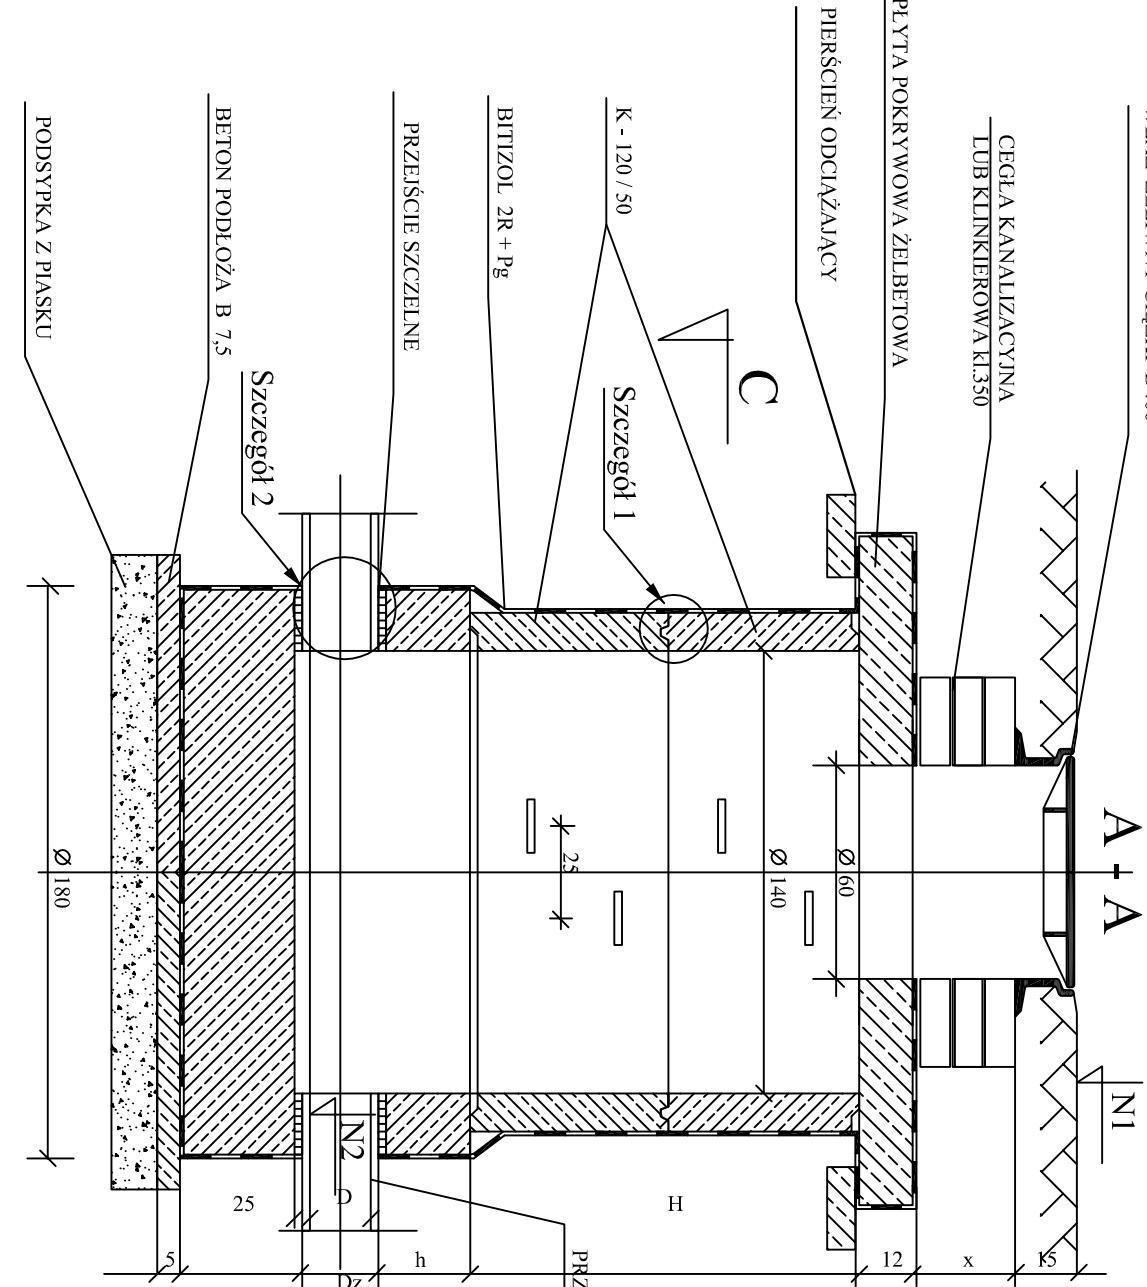 A - A
N1
CEGŁA KANALIZACYJNA
LUB KLINKIEROWA kl.350
PŁYTA POKRYWOWA ŻELBETOWA
PIERŚCIEŃ ODCIĄŻAJĄCY
C
K - 120 / 50
Szczegół 1
BITIZOL 2R + Pg
PRZEJŚCIE SZCZELNE
Szczegół 2
BETON PODŁOŻA B 7,5
PODSYPKA Z PIASKU
Ø 60
Ø 140
25
Ø 180
N2
D
25
H
5
Dz
h
12
x
15
PRZ